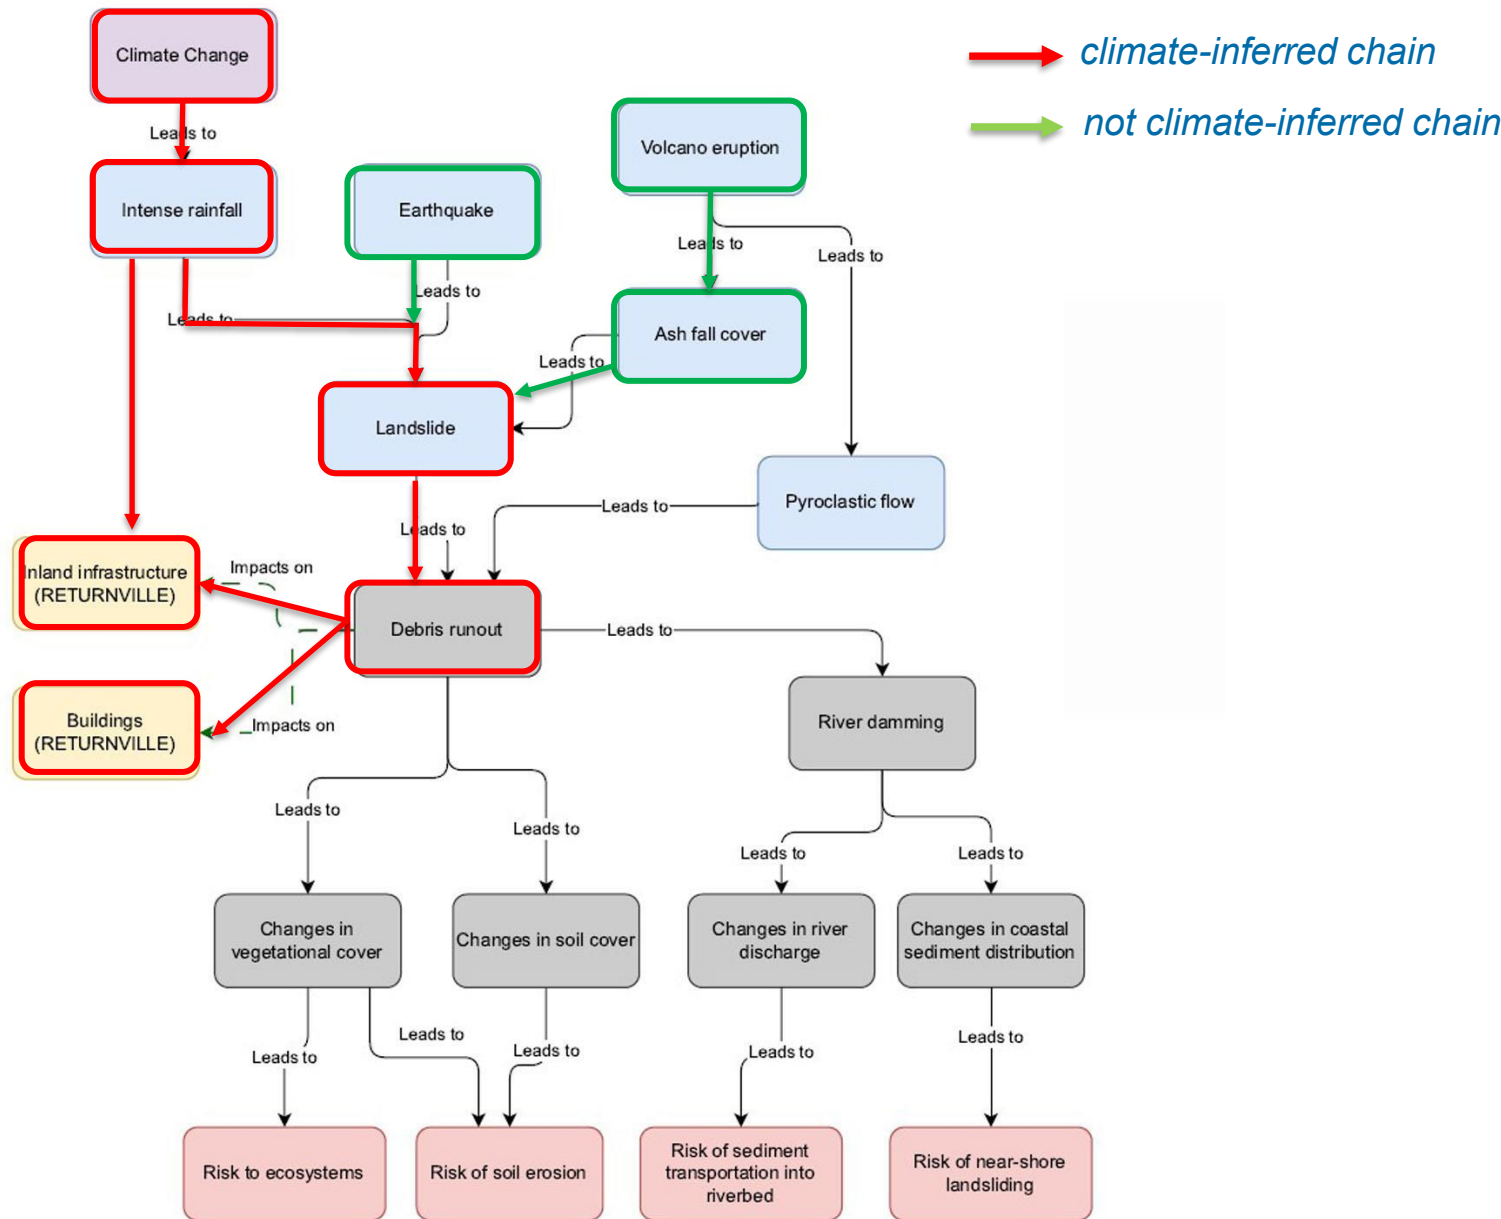 Climate Change
climate-inferred chain
not climate-inferred chain
Leads to
Volcano eruption
Intense rainfall
Earthquake
Leads to
Leads to
Leads to
Leads to
Ash fall cover
Leads to
Landslide
Pyroclastic flow
Leads to
Leads to
Impacts on
Inland infrastructure
(RETURNVILLE)
Debris runout
Leads to
Buildings
(RETURNVILLE)
Impacts on
River damming
Leads to
Leads to
Leads to
Leads to
Changes in
vegetational cover
Changes in soil cover
Changes in river
discharge
Changes in coastal
sediment distribution
Leads to
Leads to
Leads to
Leads to
Leads to
Risk to ecosystems
Risk of soil erosion
Risk of sediment
transportation into
riverbed
Risk of near-shore
landsliding